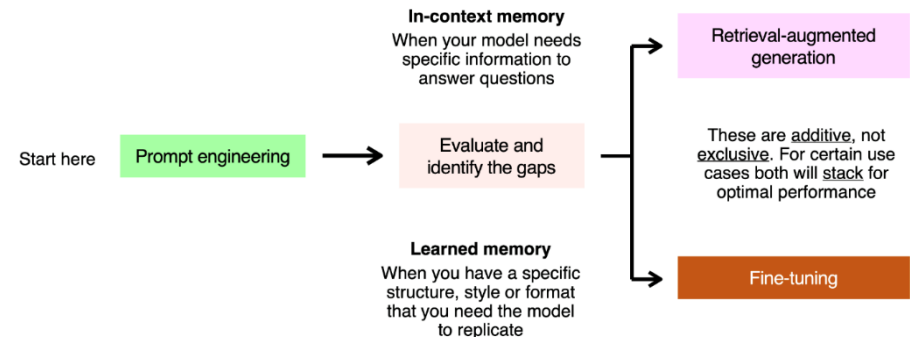 In-context memory
When your model needs
specific information to
answer questions
Retrieval-augmented
generation
Start here
Prompt engineering
Evaluate and
identify the gaps
These are additive, not
exclusive. For certain use
cases both will stack for
optimal performance
Learned memory
When you have a specific
structure, style or format
that you need the model
to replicate
Fine-tuning